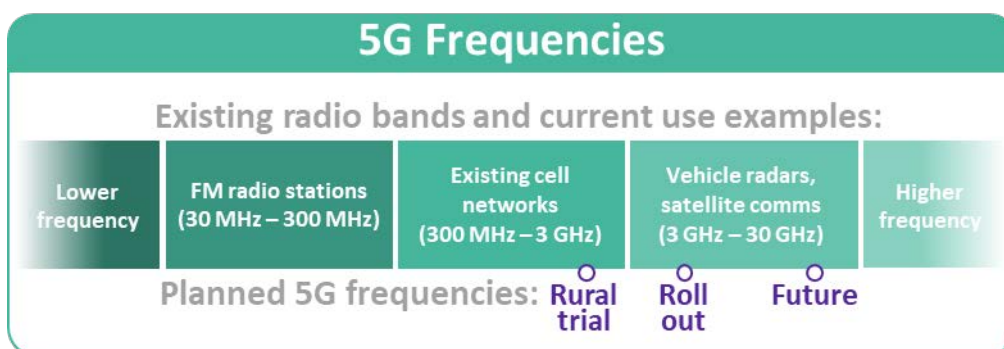 5G Frequencies
Existing radio bands and current use examples:
Lower
frequency
FM radio stations
(30 MHz – 300 MHz)
Existing cell
networks
(300 MHz – 3 GHz)
Vehicle radars,
satellite comms
(3 GHz – 30 GHz)
Higher
frequency
Planned 5G frequencies:
Rural
trial
Roll
out
Future